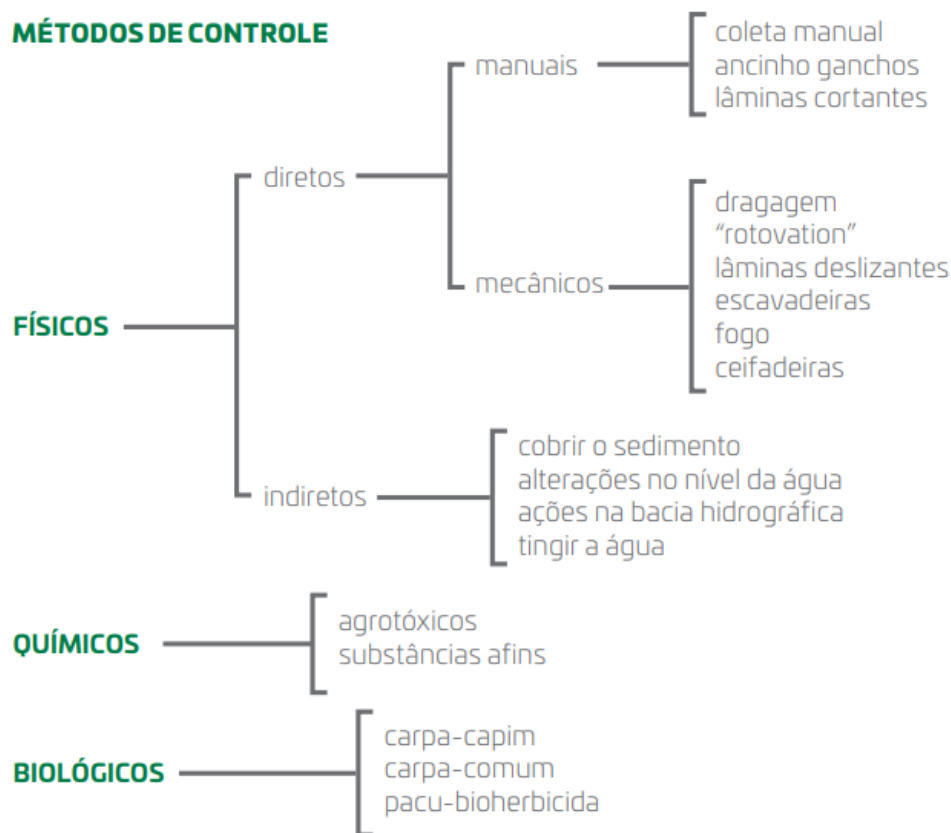 MÉTODOS DE CONTROLE
coleta manual
ancinho ganchos
lâminas cortantes
manuais
diretos
dragagem
“rotovation”
lâminas deslizantes
escavadeiras
fogo
ceifadeiras
mecânicos
FÍSICOS
cobrir o sedimento
alterações no nível da água
ações na bacia hidrográfica
tingir a água
indiretos
QUÍMICOS
agrotóxicos
substâncias afins
BIOLÓGICOS
carpa-capim
carpa-comum
pacu-bioherbicida